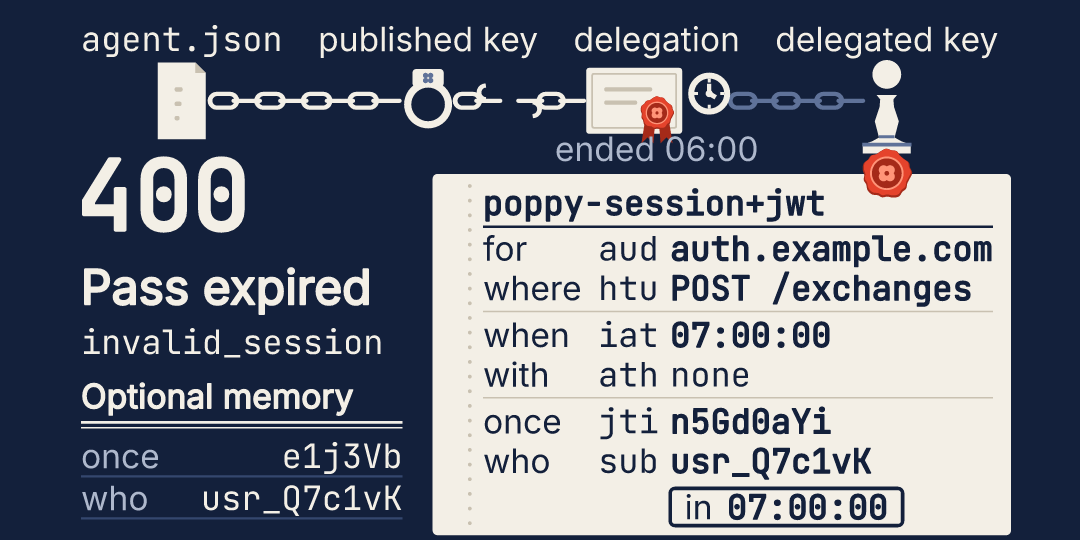 agent.json published key delegation delegated key
ended 06:00
400
Pass expired
invalid_session
Optional memory
once e1j3Vb
who usr_Q7c1vK
poppy-session+jwt
for aud auth.example.com
where htu POST /exchanges
when iat 07:00:00
with ath none
once jti n5Gd0aYi
who sub usr_Q7c1vK
in 07:00:00